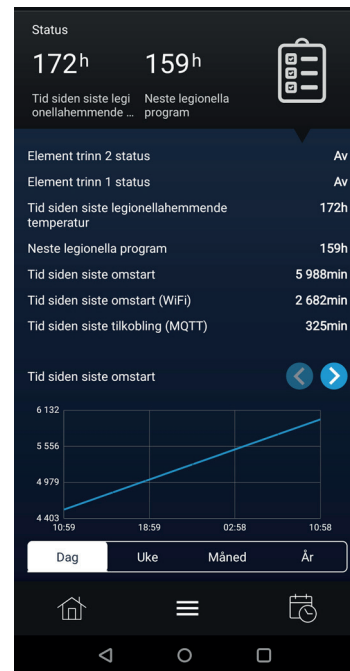 Status
172h 159h
Tid siden siste legi Neste legionella
onellahemmende ... program
Element trinn 2 status Av
Element trinn 1 status Av
Tid siden siste legionellahemmende 172h
temperatur
Neste legionella program 159h
Tid siden siste omstart 5 988min
Tid siden siste omstart (WiFi) 2 682min
Tid siden siste tilkobling (MQTT) 325min
Tid siden siste omstart
6 132
5 556
4 979
4 403
10:59 18:59 02:58 10:58
Dag Uke Måned År